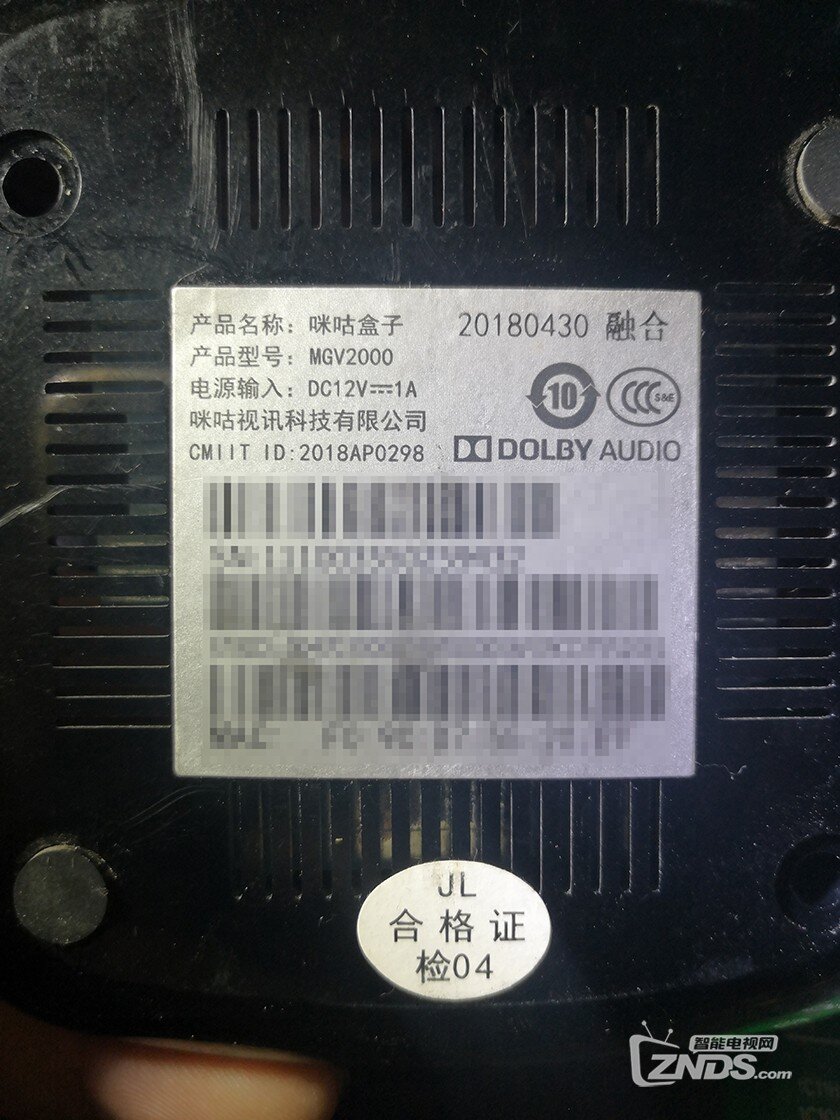 产品名称：咪咕盒子 20180430 融合
产品型号：MGV2000
电源输入：DC12V⎓1A
10 S&E
咪咕视讯科技有限公司
CMIIT ID:2018AP0298 DOLBY AUDIO
JL
合格证
检04
智能电视网
ZNDS.com